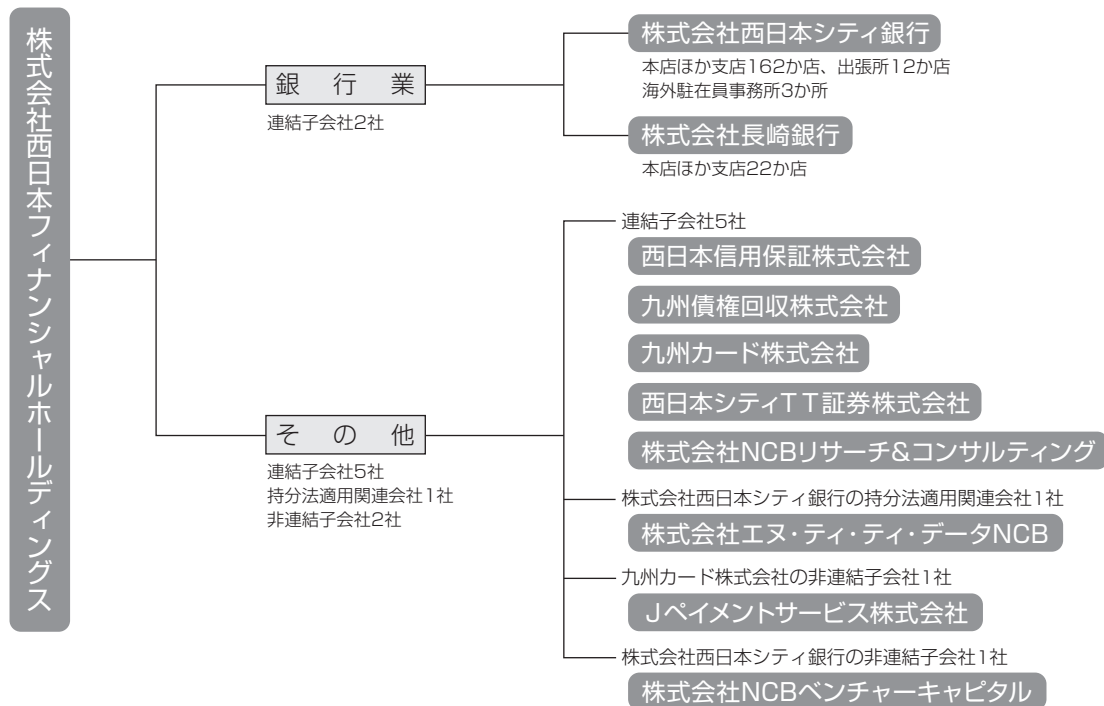 株式会社西日本フィナンシャルホールディングス
銀行業
連結子会社2社
株式会社西日本シティ銀行
本店ほか支店162か店、出張所12か店
海外駐在員事務所3か所
株式会社長崎銀行
本店ほか支店22か店
その他
連結子会社5社
持分法適用関連会社1社
非連結子会社2社
連結子会社5社
西日本信用保証株式会社
九州債権回収株式会社
九州カード株式会社
西日本シティTT証券株式会社
株式会社NCBリサーチ&コンサルティング
株式会社西日本シティ銀行の持分法適用関連会社1社
株式会社エヌ・ティ・ティ・データNCB
九州カード株式会社の非連結子会社1社
Jペイメントサービス株式会社
株式会社西日本シティ銀行の非連結子会社1社
株式会社NCBベンチャーキャピタル